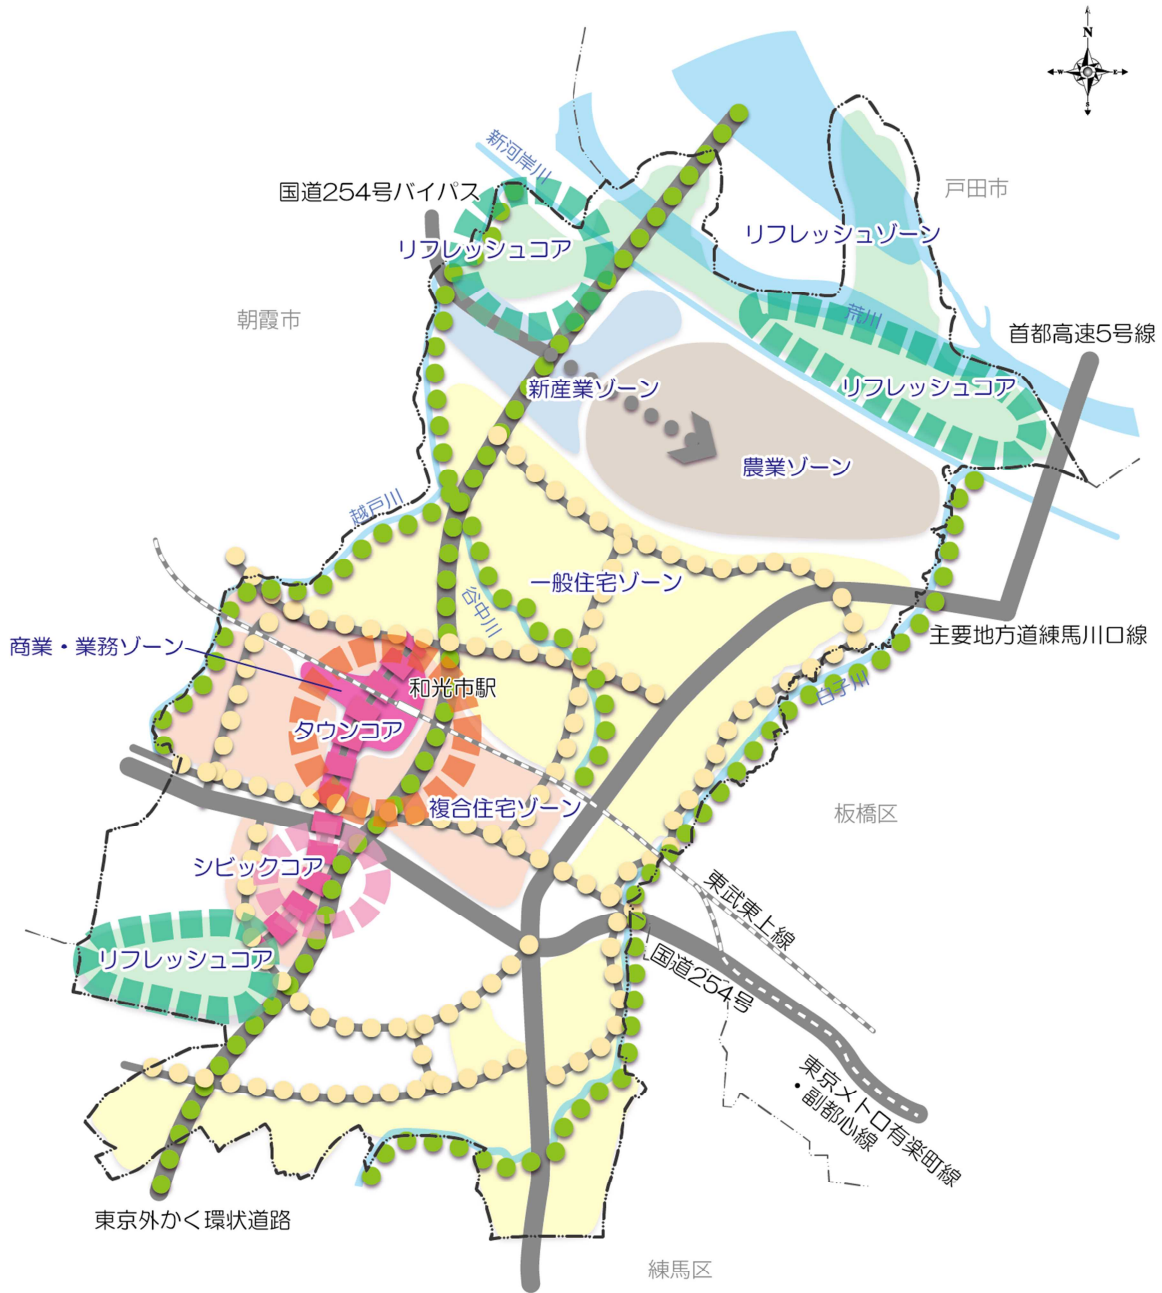 N
W
E
S
新河岸川
国道254号バイパス
戸田市
リフレッシュゾーン
リフレッシュコア
荒川
朝霞市
首都高速5号線
新産業ゾーン
リフレッシュコア
農業ゾーン
越戸川
一般住宅ゾーン
谷中川
主要地方道練馬川口線
商業・業務ゾーン
和光市駅
白子川
タウンコア
複合住宅ゾーン
板橋区
シビックコア
東武東上線
リフレッシュコア
国道254号
東京メトロ有楽町線
・副都心線
東京外かく環状道路
練馬区